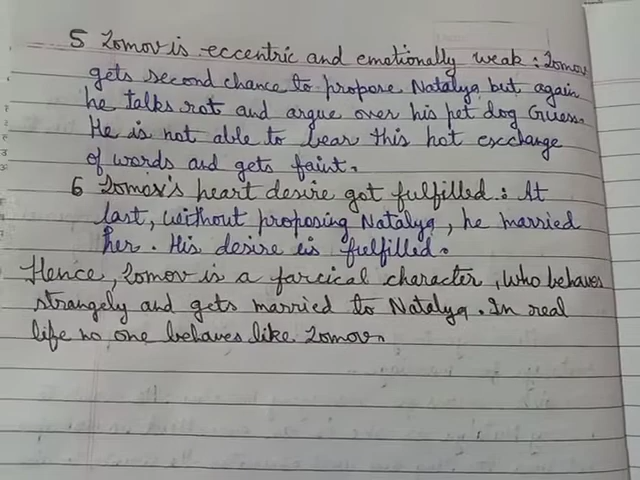 5 Lomov is eccentric and emotionally weak: Lomov
gets second chance to propose Natalya but again
he talks rot and argue over his pet dog Guess.
He is not able to bear this hot exchange
of words and gets faint.
6 Lomov's heart desire got fulfilled: At
last, without proposing Natalya, he married
her. His desire is fulfilled.
Hence, Lomov is a farcical character, who behaves
strangely and gets married to Natalya. In real
life no one behaves like Lomov.